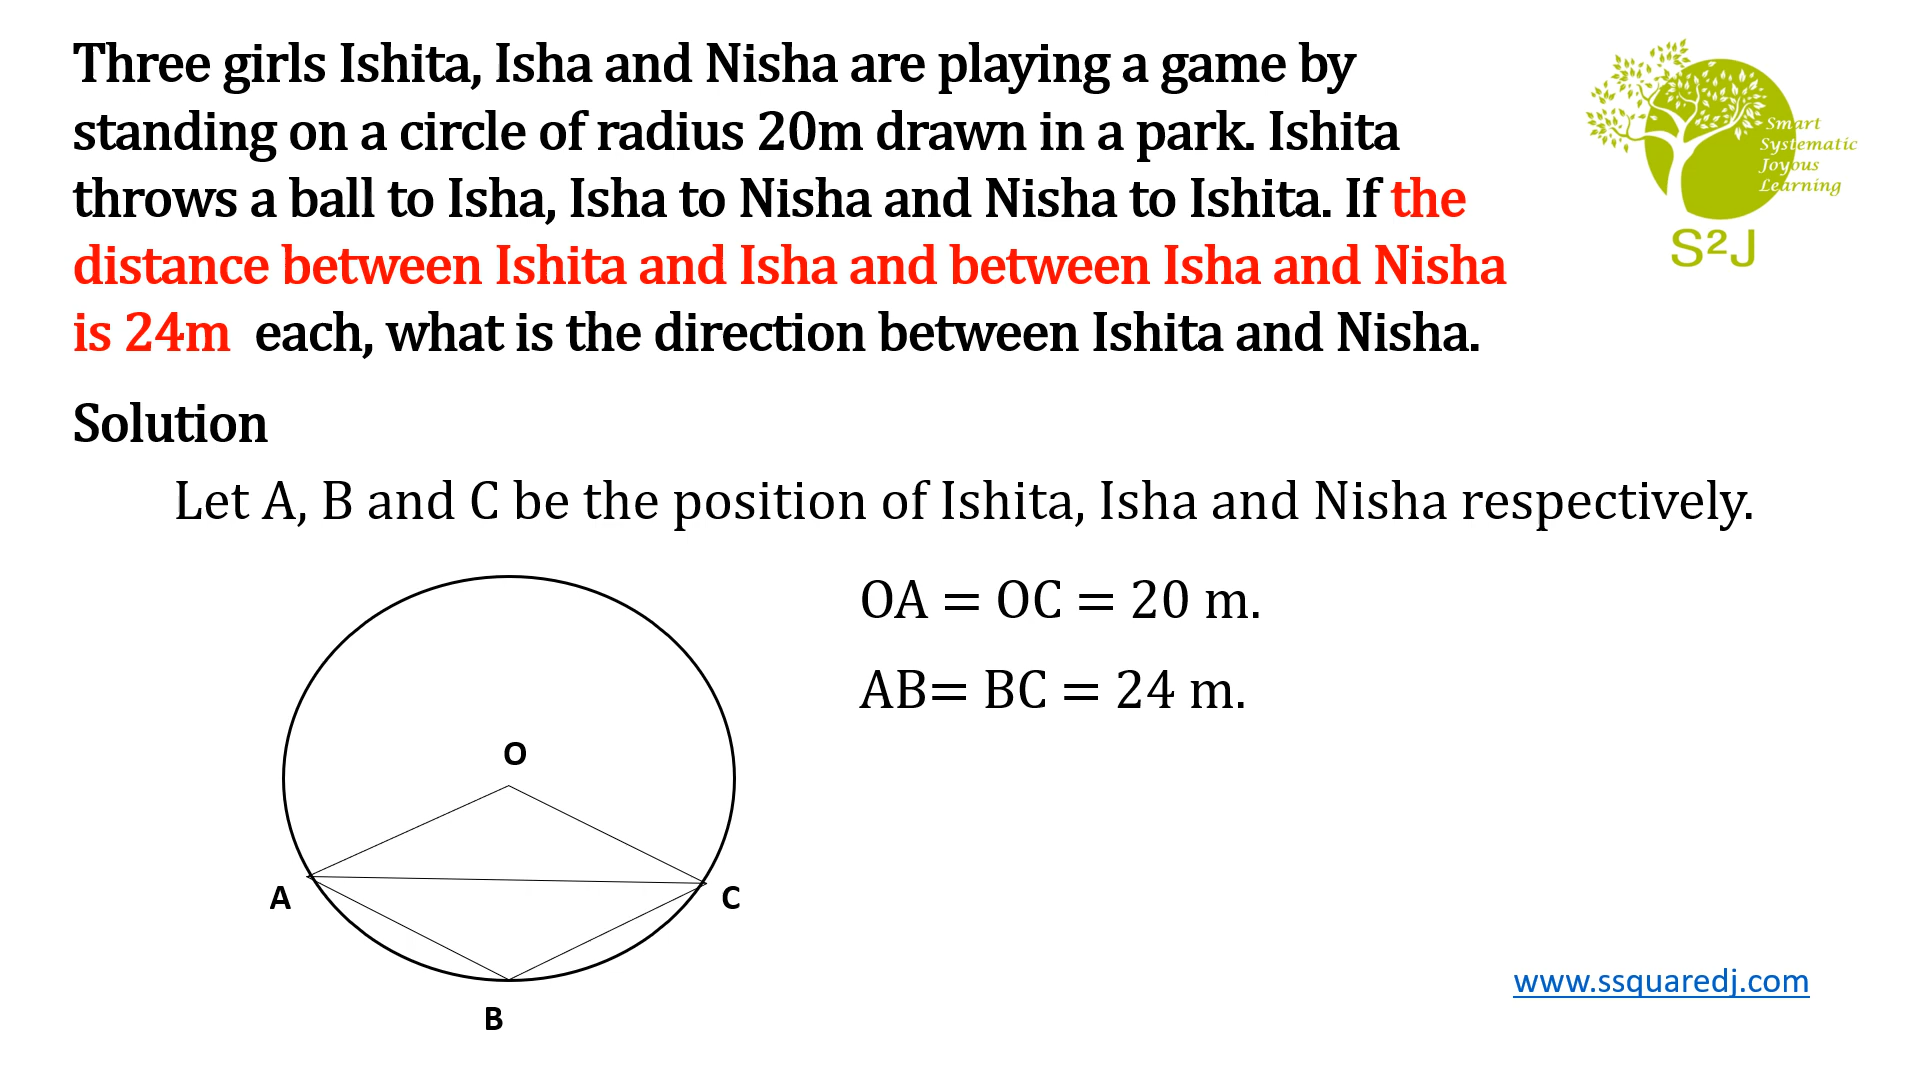 Three girls Ishita, Isha and Nisha are playing a game by
standing on a circle of radius 20m drawn in a park. Ishita
throws a ball to Isha, Isha to Nisha and Nisha to Ishita. If the
distance between Ishita and Isha and between Isha and Nisha
is 24m  each, what is the direction between Ishita and Nisha.
Smart
Systematic
Joyous
Learning
S²J
Solution
Let A, B and C be the position of Ishita, Isha and Nisha respectively.
OA = OC = 20 m.
AB= BC = 24 m.
O
A
C
B
www.ssquaredj.com